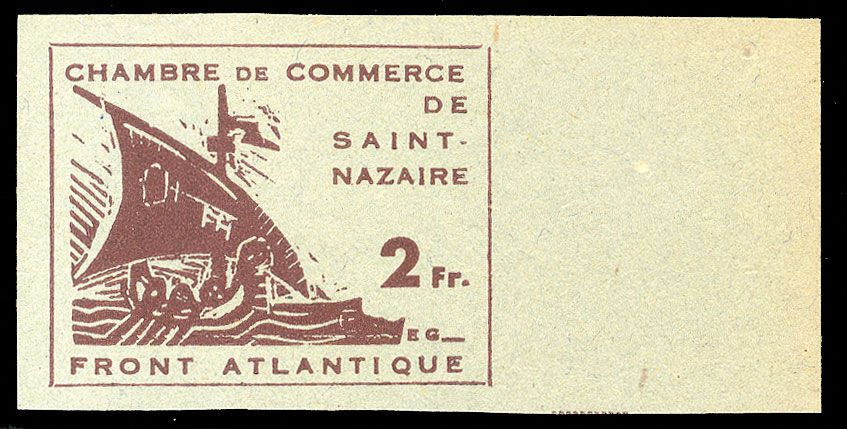 CHAMBRE DE COMMERCE
DE
SAINT-
NAZAIRE
2 Fr.
E G
FRONT ATLANTIQUE